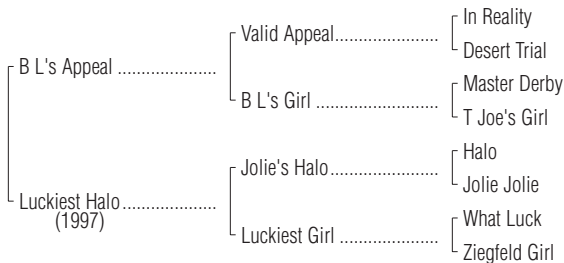 In Reality
Valid Appeal.....................
Desert Trial
B L's Appeal .....................
Master Derby
B L's Girl ........................
T Joe's Girl
Halo
Jolie's Halo......................
Jolie Jolie
Luckiest Halo....................
(1997)
What Luck
Luckiest Girl ....................
Ziegfeld Girl